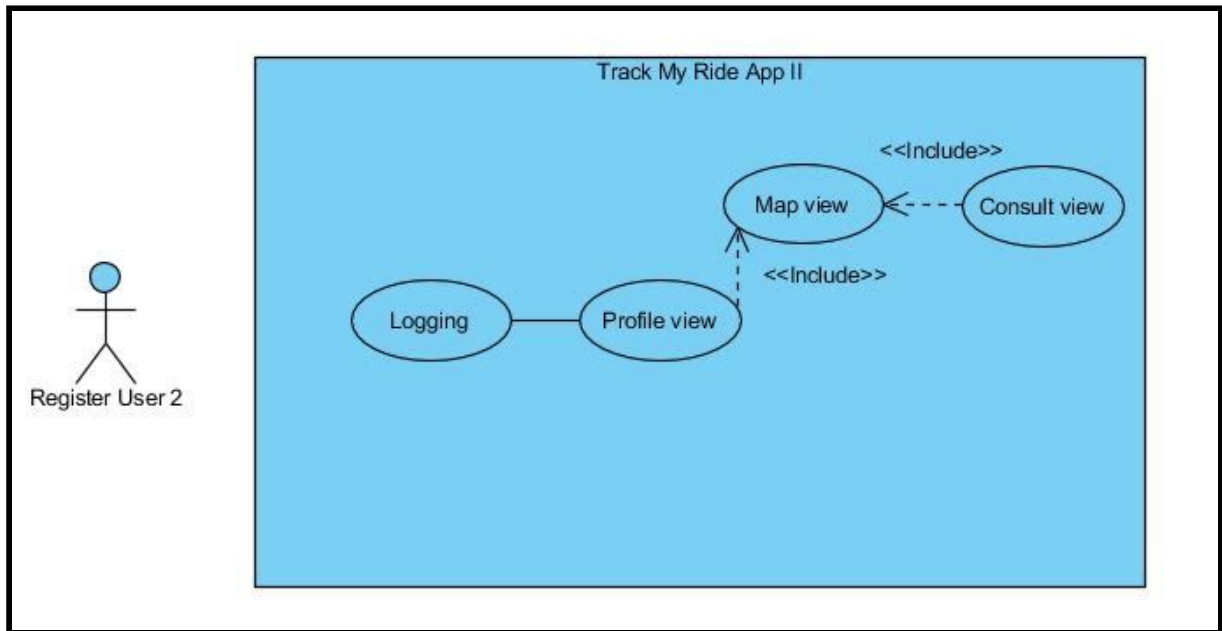 Track My Ride App II
<<Include>>
Map view
Consult view
<<Include>>
Logging
Profile view
Register User 2